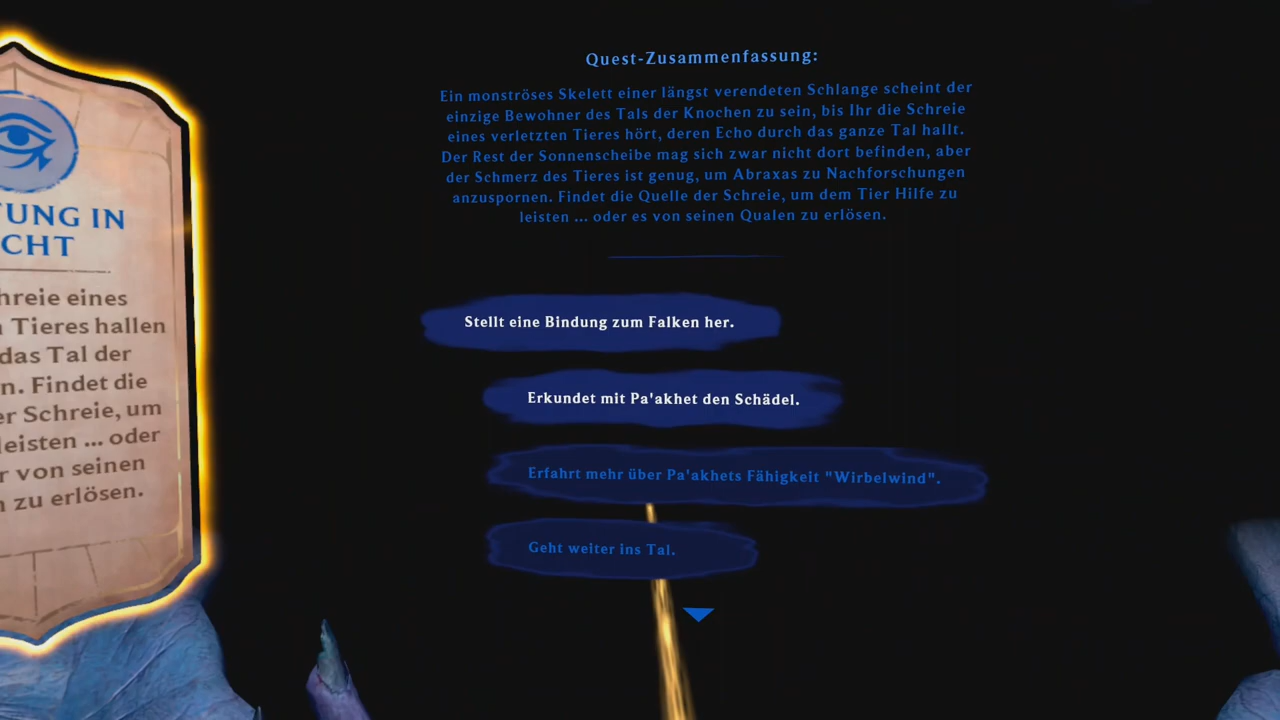 TUNG IN
CHT
hreie eines
Tieres hallen
das Tal der
n. Findet die
er Schreie, um
leisten ... oder
r von seinen
n zu erlösen.
Quest-Zusammenfassung:
Ein monströses Skelett einer längst verendeten Schlange scheint der
einzige Bewohner des Tals der Knochen zu sein, bis Ihr die Schreie
eines verletzten Tieres hört, deren Echo durch das ganze Tal hallt.
Der Rest der Sonnenscheibe mag sich zwar nicht dort befinden, aber
der Schmerz des Tieres ist genug, um Abraxas zu Nachforschungen
anzuspornen. Findet die Quelle der Schreie, um dem Tier Hilfe zu
leisten ... oder es von seinen Qualen zu erlösen.
Stellt eine Bindung zum Falken her.
Erkundet mit Pa'akhet den Schädel.
Erfahrt mehr über Pa'akhets Fähigkeit "Wirbelwind".
Geht weiter ins Tal.